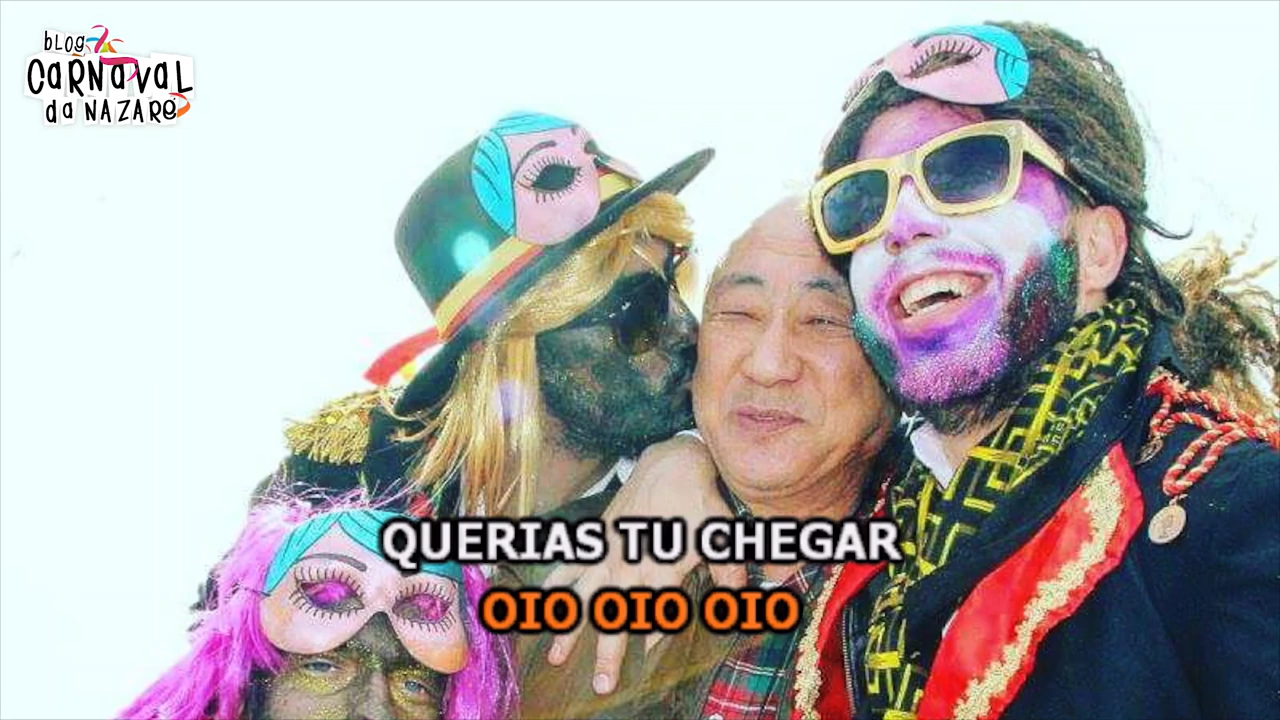 BLOG
CARNAVAL
da NAZARé
QUERIAS TU CHEGAR
OIO OIO OIO